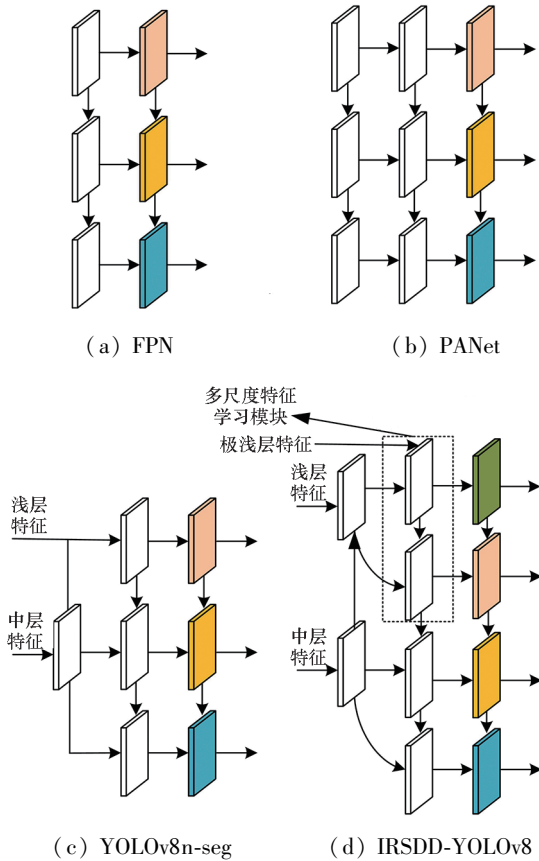 (a) FPN
(b) PANet
多尺度特征
学习模块
极浅层特征
浅层
特征
中层
特征
(c) YOLOv8n-seg
浅层
特征
中层
特征
(d) IRSDD-YOLOv8